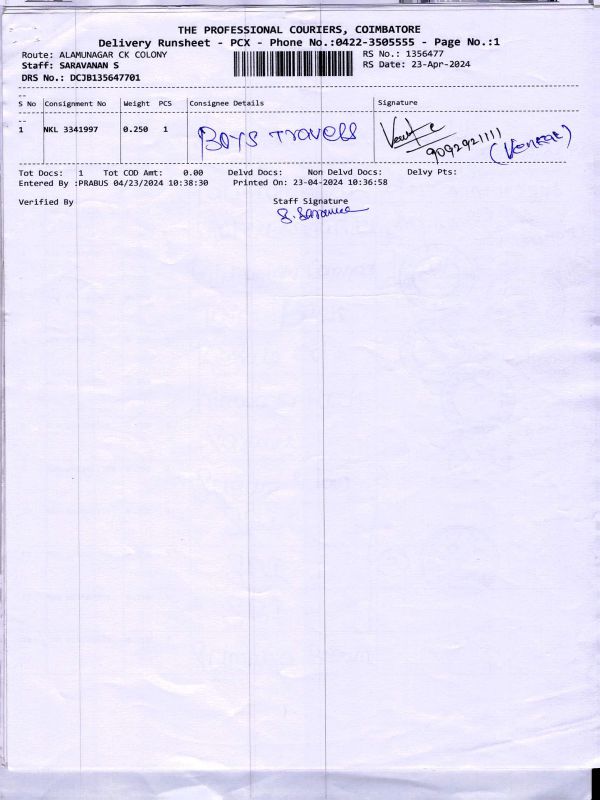 THE PROFESSIONAL COURIERS, COIMBATORE
Delivery Runsheet - PCX - Phone No.:0422-3505555 - Page No.:1
Route: ALAMUNAGAR CK COLONY
RS No.: 1356477
Staff: SARAVANAN S
RS Date: 23-Apr-2024
DRS No.: DCJB135647701
S No Consignment No Weight PCS Consignee Details Signature
1 NKL 3341997 0.250 1 BOYS TRAVELS
9092921111
Tot Docs: 1 Tot COD Amt: 0.00 Delvd Docs: Non Delvd Docs: Delvy Pts:
Entered By :PRABUS 04/23/2024 10:38:30 Printed On: 23-04-2024 10:36:58
Verified By Staff Signature